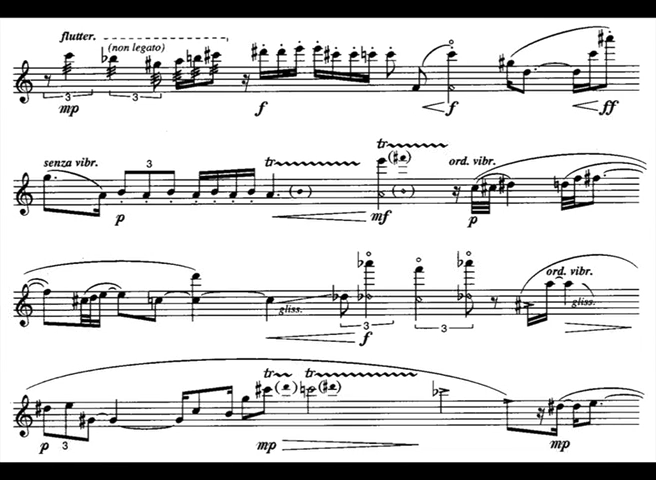 flutter.
(non legato)
3 3
mp f f ff
senza vibr. 3 tr tr ord. vibr.
p mf p
ord. vibr.
gliss. gliss.
3 3
f
tr tr
p 3 mp mp